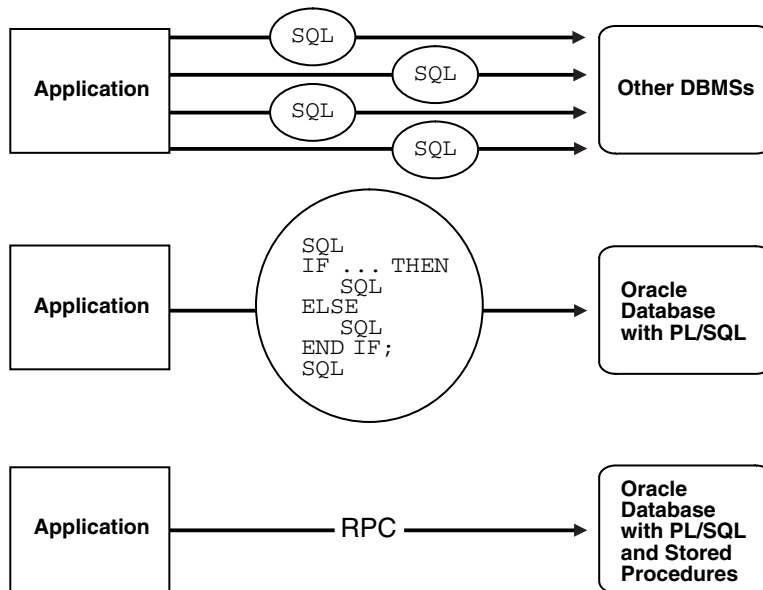 SQL
SQL
Application
Other DBMSs
SQL
SQL
Application
SQL
IF ... THEN
SQL
ELSE
SQL
END IF;
SQL
Oracle
Database
with PL/SQL
Application
RPC
Oracle
Database
with PL/SQL
and Stored
Procedures